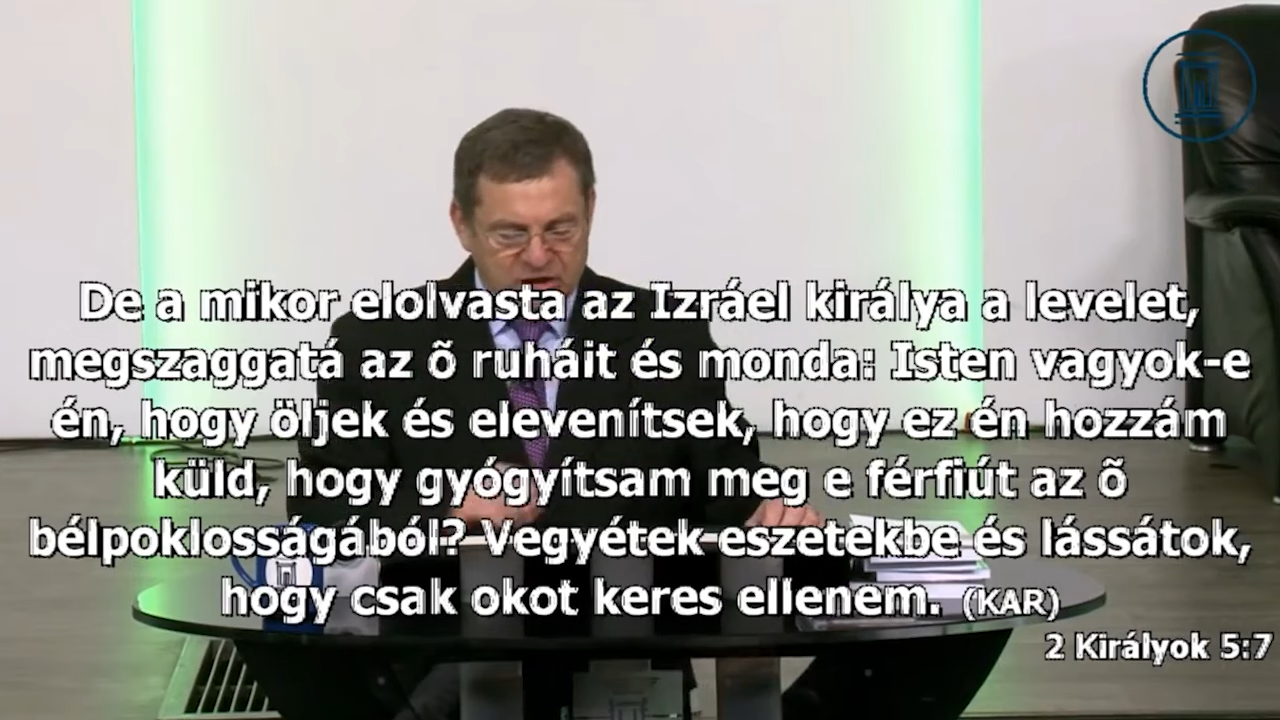 De a mikor elolvasta az Izráel királya a levelet,
megszaggatá az õ ruháit és monda: Isten vagyok-e
én, hogy öljek és elevenítsek, hogy ez én hozzám
küld, hogy gyógyítsam meg e férfiút az õ
bélpoklosságából? Vegyétek eszetekbe és lássátok,
hogy csak okot keres ellenem. (KAR)
2 Királyok 5:7